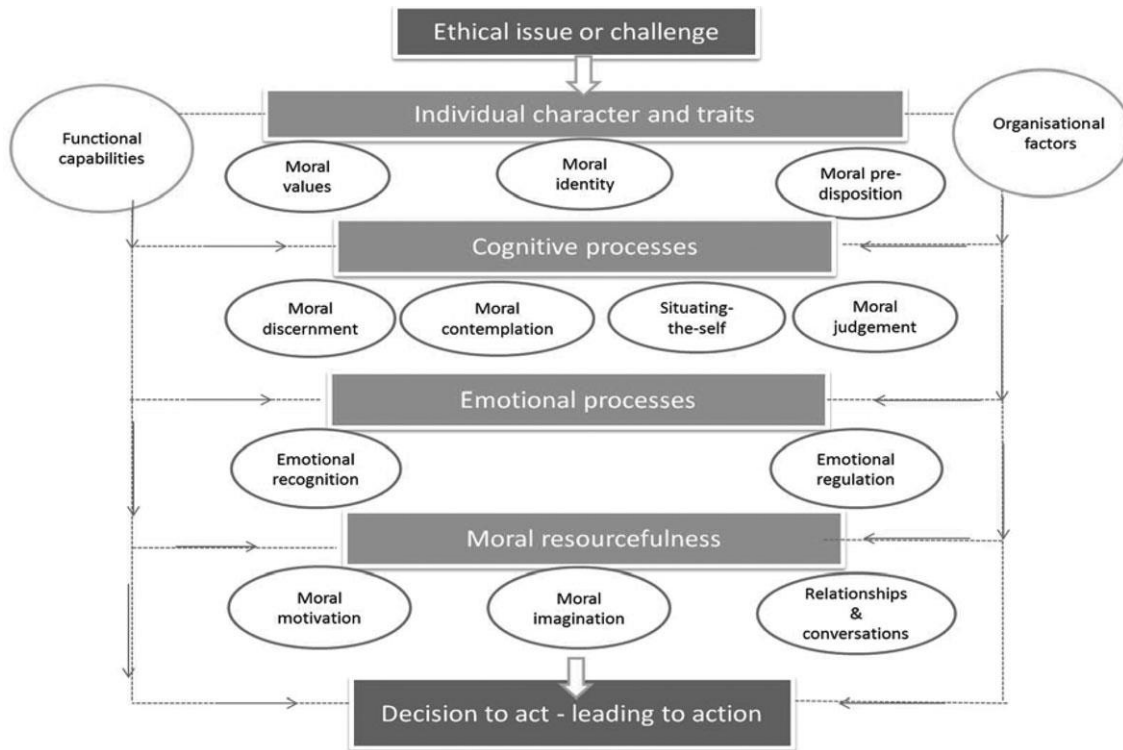 Ethical issue or challenge
Individual character and traits
Functional
capabilities
Organisational
factors
Moral
values
Moral
identity
Moral pre-
disposition
Cognitive processes
Moral
discernment
Moral
contemplation
Situating-
the-self
Moral
judgement
Emotional processes
Emotional
recognition
Emotional
regulation
Moral resourcefulness
Moral
motivation
Moral
imagination
Relationships
&
conversations
Decision to act - leading to action